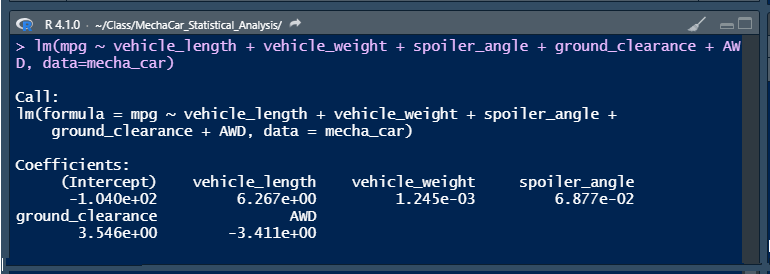 R 4.1.0 · ~/Class/MechaCar_Statistical_Analysis/
> lm(mpg ~ vehicle_length + vehicle_weight + spoiler_angle + ground_clearance + AW
D, data=mecha_car)
Call:
lm(formula = mpg ~ vehicle_length + vehicle_weight + spoiler_angle +
    ground_clearance + AWD, data = mecha_car)
Coefficients:
     (Intercept)    vehicle_length    vehicle_weight     spoiler_angle
      -1.040e+02         6.267e+00         1.245e-03         6.877e-02
ground_clearance               AWD
       3.546e+00        -3.411e+00